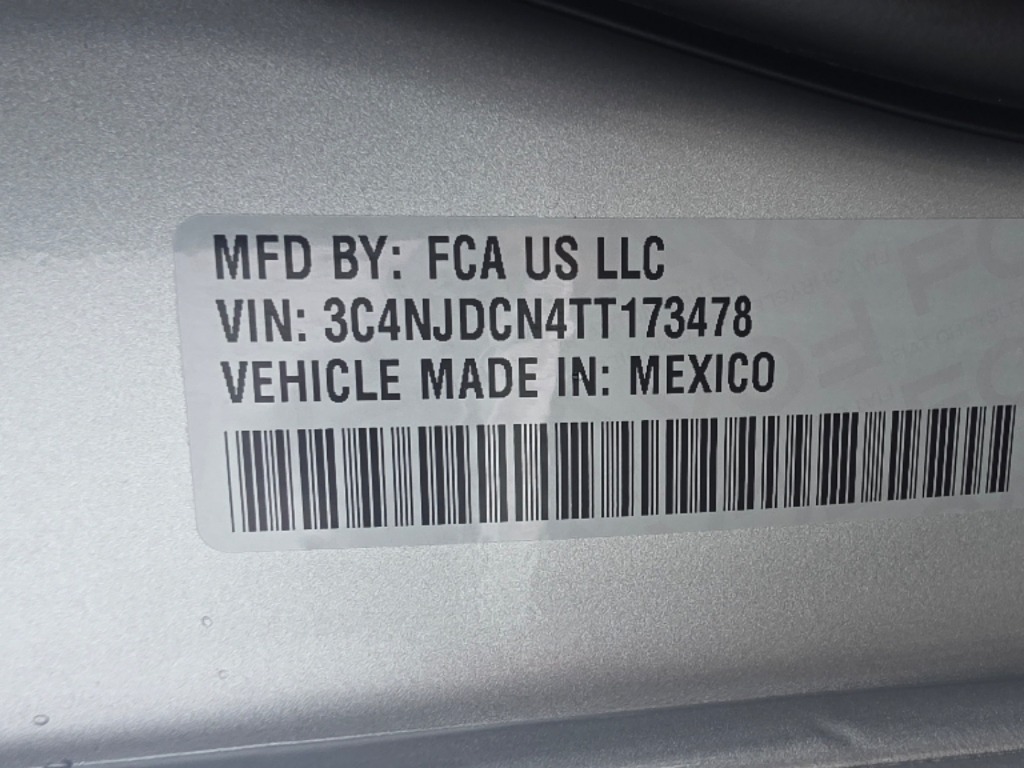 MFD BY: FCA US LLC
VIN: 3C4NJDCN4TT173478
VEHICLE MADE IN: MEXICO